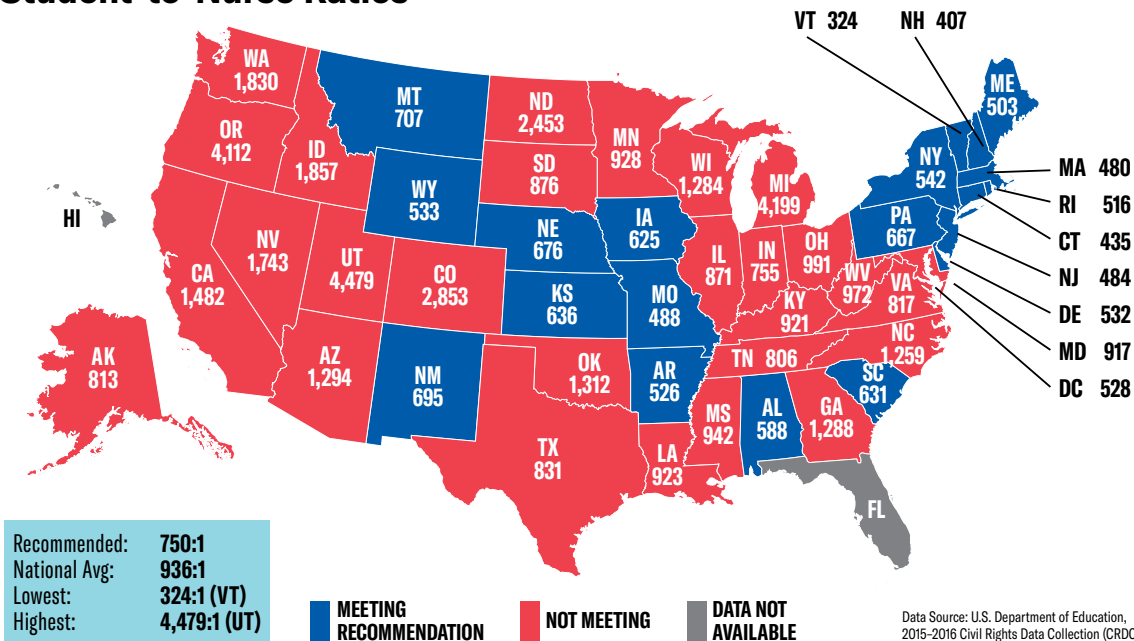 Student-to-Nurse Ratios
VT 324
NH 407
WA
1,830
MT
707
ND
2,453
MN
928
ME
503
OR
4,112
ID
1,857
SD
876
WI
1,284
MI
4,199
NY
542
MA 480
WY
533
RI 516
HI
IA
625
PA
667
CT 435
NE
676
NV
1,743
UT
4,479
CO
2,853
IL
871
IN
755
OH
991
NJ 484
CA
1,482
KS
636
MO
488
WV
972
VA
817
DE 532
KY
921
MD 917
NC
1,259
AK
813
AZ
1,294
NM
695
OK
1,312
AR
526
TN 806
SC
631
DC 528
MS
942
AL
588
GA
1,288
TX
831
LA
923
FL
Recommended: 750:1
National Avg: 936:1
Lowest: 324:1 (VT)
Highest: 4,479:1 (UT)
MEETING
RECOMMENDATION
NOT MEETING
DATA NOT
AVAILABLE
Data Source: U.S. Department of Education,
2015–2016 Civil Rights Data Collection (CRDC